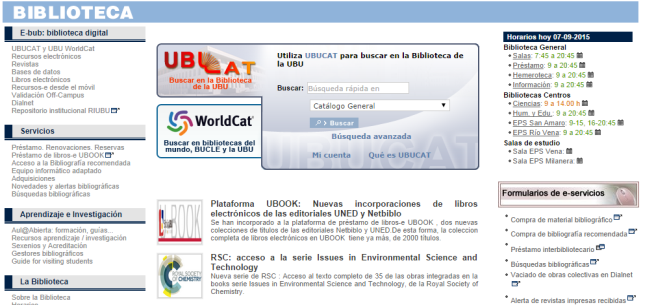 BIBLIOTECA
E-bub: biblioteca digital
UBUCAT y UBU WorldCat
Recursos electrónicos
Revistas
Bases de datos
Libros electrónicos
Recursos-e desde el móvil
Validación Off-Campus
Dialnet
Repositorio institucional RIUBU
Servicios
Préstamo. Renovaciones. Reservas
Préstamo de libros-e UBOOK
Acceso a la Bibliografía recomendada
Equipo informático adaptado
Adquisiciones
Novedades y alertas bibliográficas
Búsquedas bibliográficas
Aprendizaje e Investigación
Aul@Abierta: formación, guías...
Recursos aprendizaje / investigación
Sexenios y Acreditación
Gestores bibliográficos
Guide for visiting students
La Biblioteca
Sobre la Biblioteca
Horarios
UBUCAT
Buscar en la Biblioteca
de la UBU
WorldCat
Buscar en bibliotecas del
mundo, BUCLE y la UBU
Utiliza UBUCAT para buscar en la Biblioteca de
la UBU
Buscar: Búsqueda rápida en
Catálogo General
Buscar
Búsqueda avanzada
Mi cuenta Qué es UBUCAT
UBOOK
Plataforma UBOOK: Nuevas incorporaciones de libros
electrónicos de las editoriales UNED y Netbiblo
Se han incorporado a la plataforma de préstamo de libros-e UBOOK , dos nuevas
colecciones de títulos de las editoriales Netbiblo y UNED.De esta forma, la coleccion
completa de libros electrónicos en UBOOK tiene ya más, de 2000 títulos.
ROYAL SOCIETY
OF CHEMISTRY
RSC: acceso a la serie Issues in Environmental Science and
Technology
Nueva serie de RSC : Acceso al texto completo de 35 de las obras integradas en la
books serie Issues in Environmental Science and Technology, de la Royal Society of
Chemistry.
Horarios hoy 07-09-2015
Biblioteca General
Salas: 7:45 a 20:45
Préstamo: 9 a 20:45
Hemeroteca: 9 a 20:45
Información: 9 a 20:45
Bibliotecas Centros
Ciencias: 9 a 14:00 h
Hum. y Edu.: 9 a 20:45
EPS San Amaro: 9-15, 16-20:45
EPS Río Vena: 9 a 20:45
Salas de estudio
Sala EPS Vena:
Sala EPS Milanera:
Formularios de e-servicios
Compra de material bibliográfico
Compra de bibliografía recomendada
Préstamo interbibliotecario
Búsquedas bibliográficas
Vaciado de obras colectivas en Dialnet
Alerta de revistas impresas recibidas